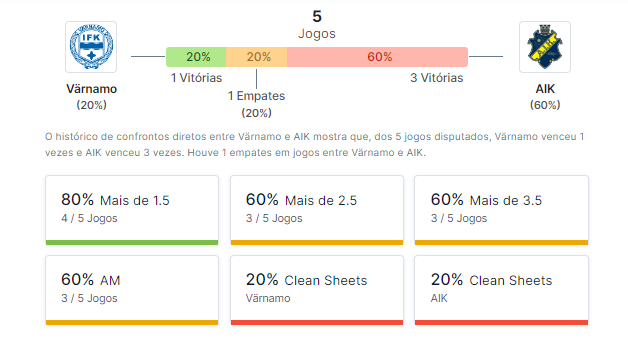 5
Jogos
IFK
AIK
20% 20% 60%
1 Vitórias 3 Vitórias
Värnamo AIK
1 Empates
(20%) (60%)
(20%)
O histórico de confrontos diretos entre Värnamo e AIK mostra que, dos 5 jogos disputados, Värnamo venceu 1
vezes e AIK venceu 3 vezes. Houve 1 empates em jogos entre Värnamo e AIK.
80% Mais de 1.5
4 / 5 Jogos
60% Mais de 2.5
3 / 5 Jogos
60% Mais de 3.5
3 / 5 Jogos
60% AM
3 / 5 Jogos
20% Clean Sheets
Värnamo
20% Clean Sheets
AIK